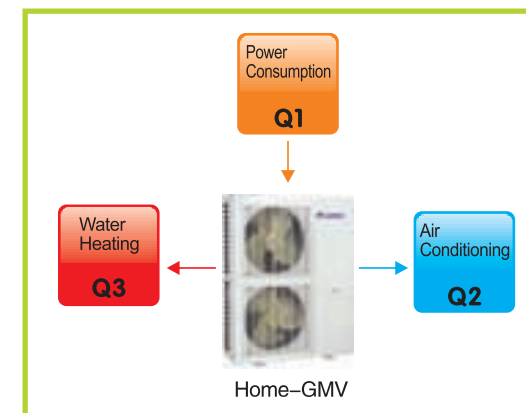 Power
Consumption
Q1
Water
Heating
Q3
Air
Conditioning
Q2
Home–GMV